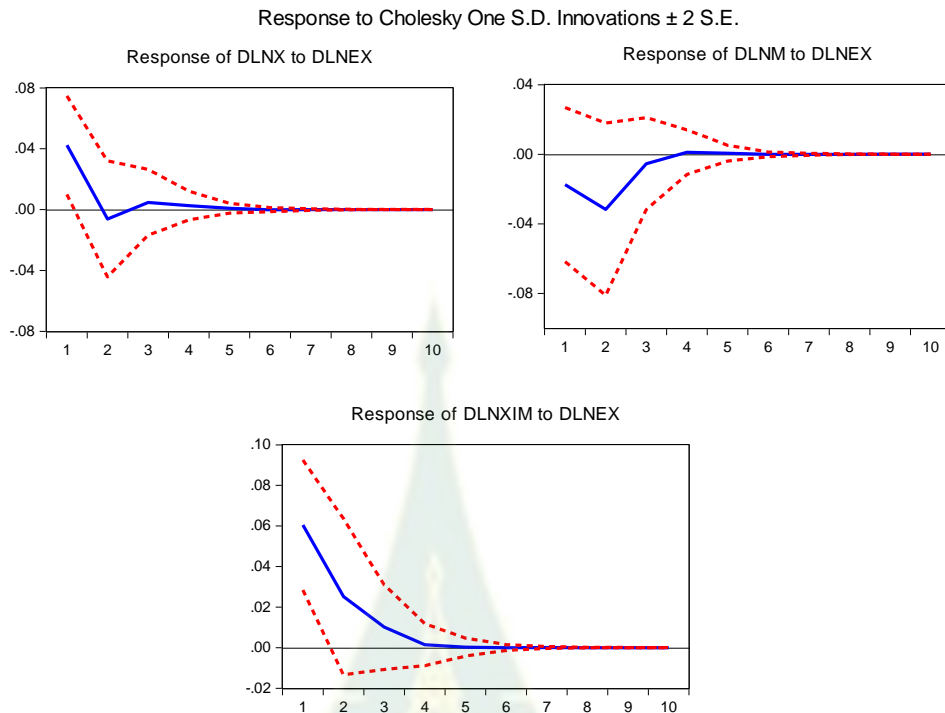 Response to Cholesky One S.D. Innovations ± 2 S.E.
Response of DLNX to DLNEX
.08
.04
.00
-.04
-.08
1 2 3 4 5 6 7 8 9 10
Response of DLNM to DLNEX
.04
.00
-.04
-.08
1 2 3 4 5 6 7 8 9 10
Response of DLNXIM to DLNEX
.10
.08
.06
.04
.02
.00
-.02
1 2 3 4 5 6 7 8 9 10